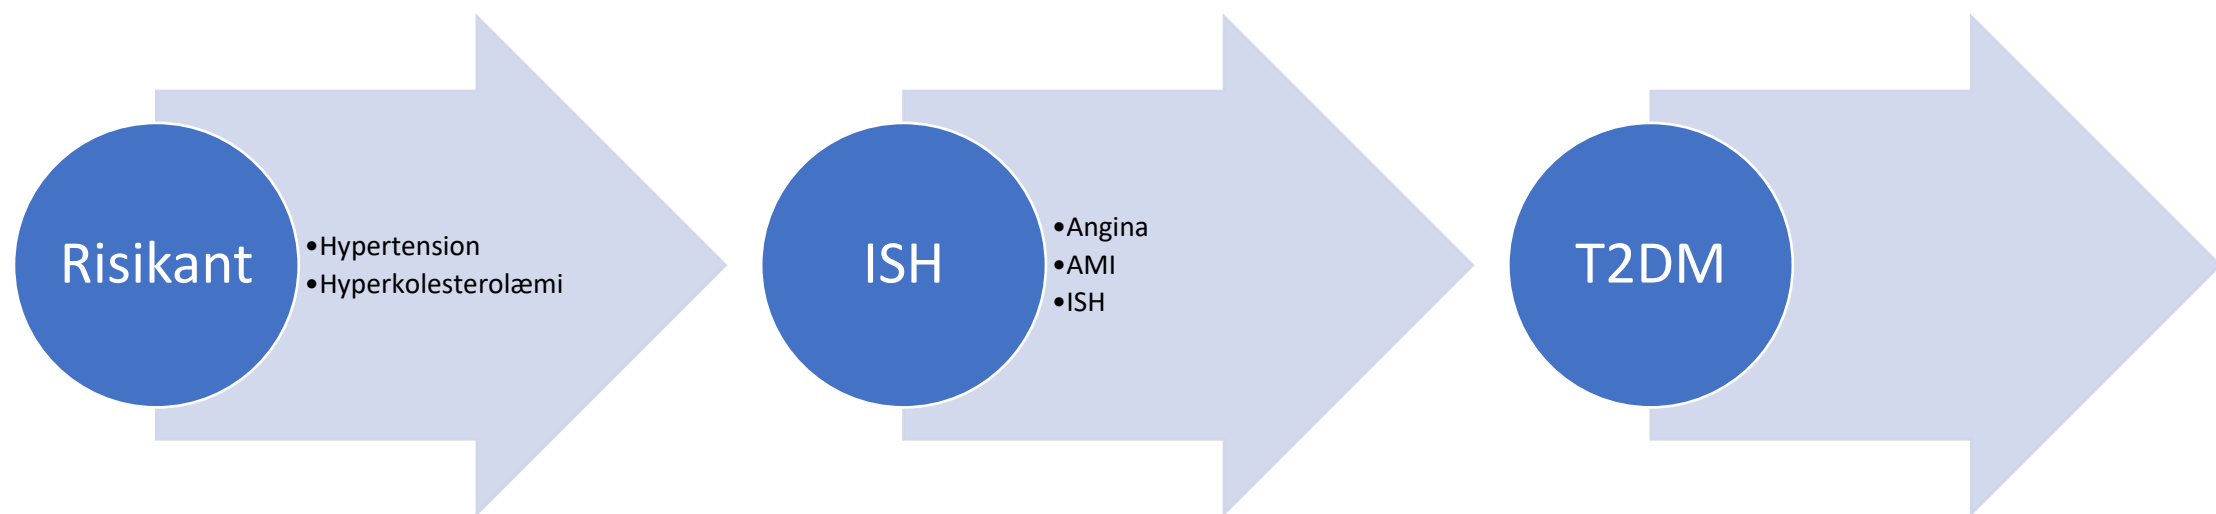 Risikant
•Hypertension
•Hyperkolesterolæmi
ISH
•Angina
•AMI
•ISH
T2DM